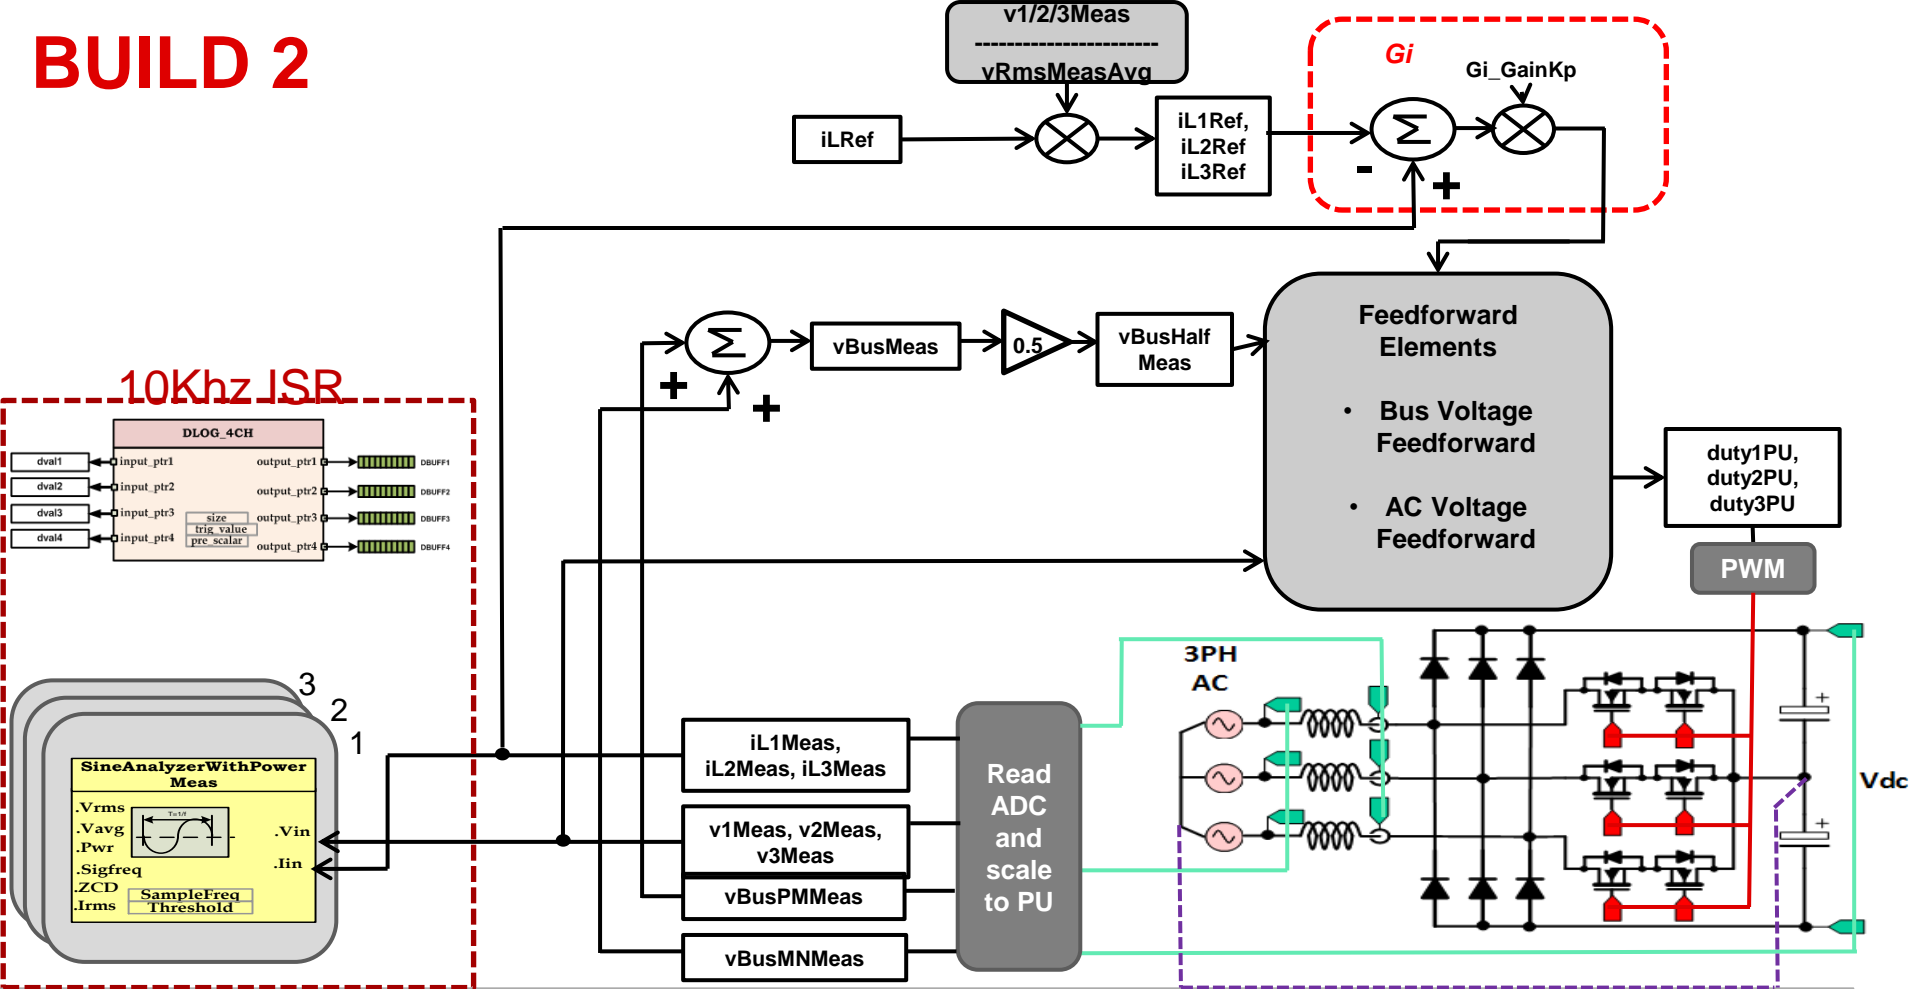 BUILD 2
v1/2/3Meas
-----------------------
vRmsMeasAvg
Gi
Gi_GainKp
iLRef
iL1Ref,
iL2Ref
iL3Ref
Σ
-
+
Feedforward
Elements
• Bus Voltage
Feedforward
• AC Voltage
Feedforward
Σ
+
+
vBusMeas
0.5
vBusHalf
Meas
duty1PU,
duty2PU,
duty3PU
PWM
10Khz ISR
DLOG_4CH
dval1
input_ptr1
output_ptr1
DBUFF1
dval2
input_ptr2
output_ptr2
DBUFF2
dval3
input_ptr3
output_ptr3
DBUFF3
dval4
input_ptr4
output_ptr4
DBUFF4
size
trig_value
pre_scalar
3
2
1
SineAnalyzerWithPower
Meas
.Vrms
.Vavg
.Pwr
.Sigfreq
.ZCD
.Irms
T=1/f
.Vin
.Iin
SampleFreq
Threshold
iL1Meas,
iL2Meas, iL3Meas
v1Meas, v2Meas,
v3Meas
vBusPMMeas
vBusMNMeas
Read
ADC
and
scale
to PU
3PH
AC
+
+
Vdc